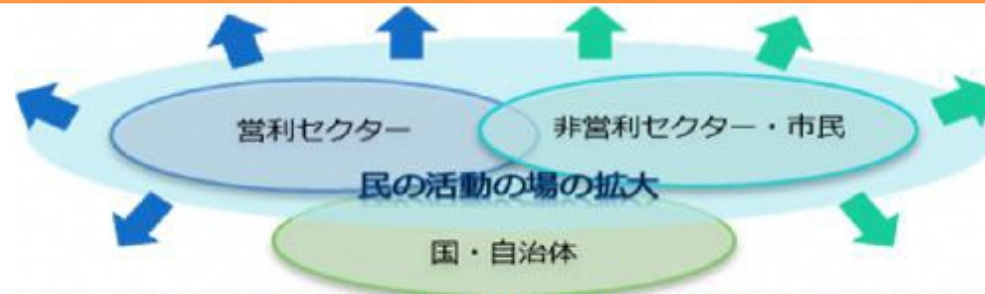 営利セクター
非営利セクター・市民
民の活動の場の拡大
国・自治体